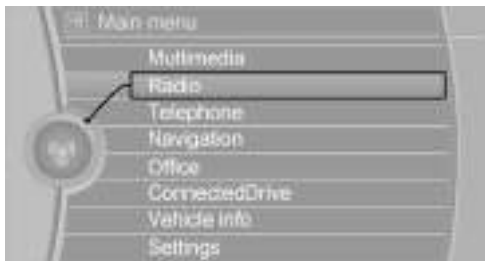 Main menu
Multimedia
Radio
Telephone
Navigation
Office
ConnectedDrive
Vehicle info
Settings